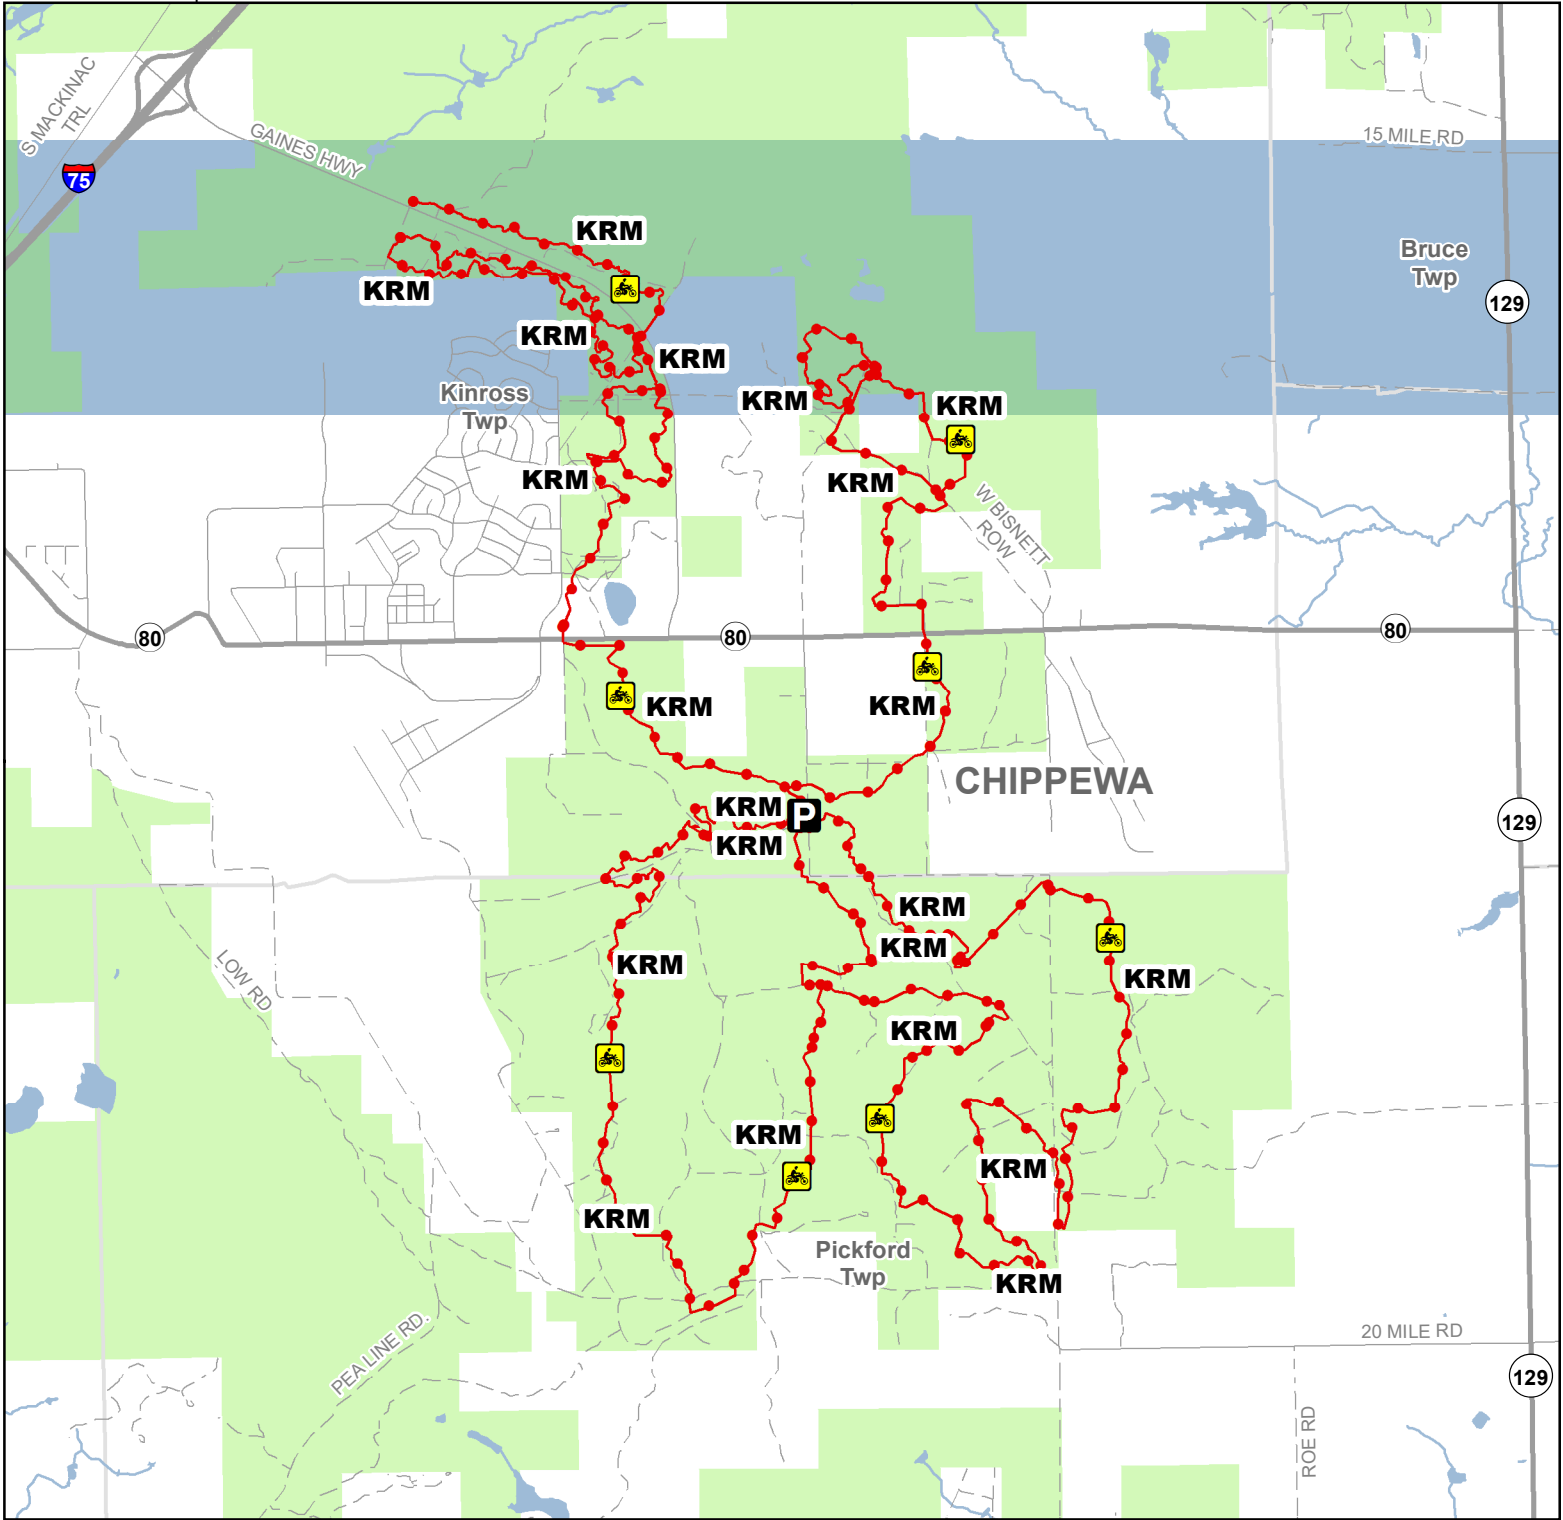 S MACKINAC
TRL
GAINES HWY
15 MILE RD
75
KRM
Bruce
Twp
KRM
129
KRM
KRM
Kinross
Twp
KRM
KRM
KRM
KRM
W BISNETT
ROW
80
80
80
KRM
KRM
CHIPPEWA
KRM
P
129
KRM
KRM
KRM
KRM
KRM
LOW RD
KRM
KRM
KRM
KRM
Pickford
Twp
KRM
PEA LINE RD.
20 MILE RD
129
ROE RD